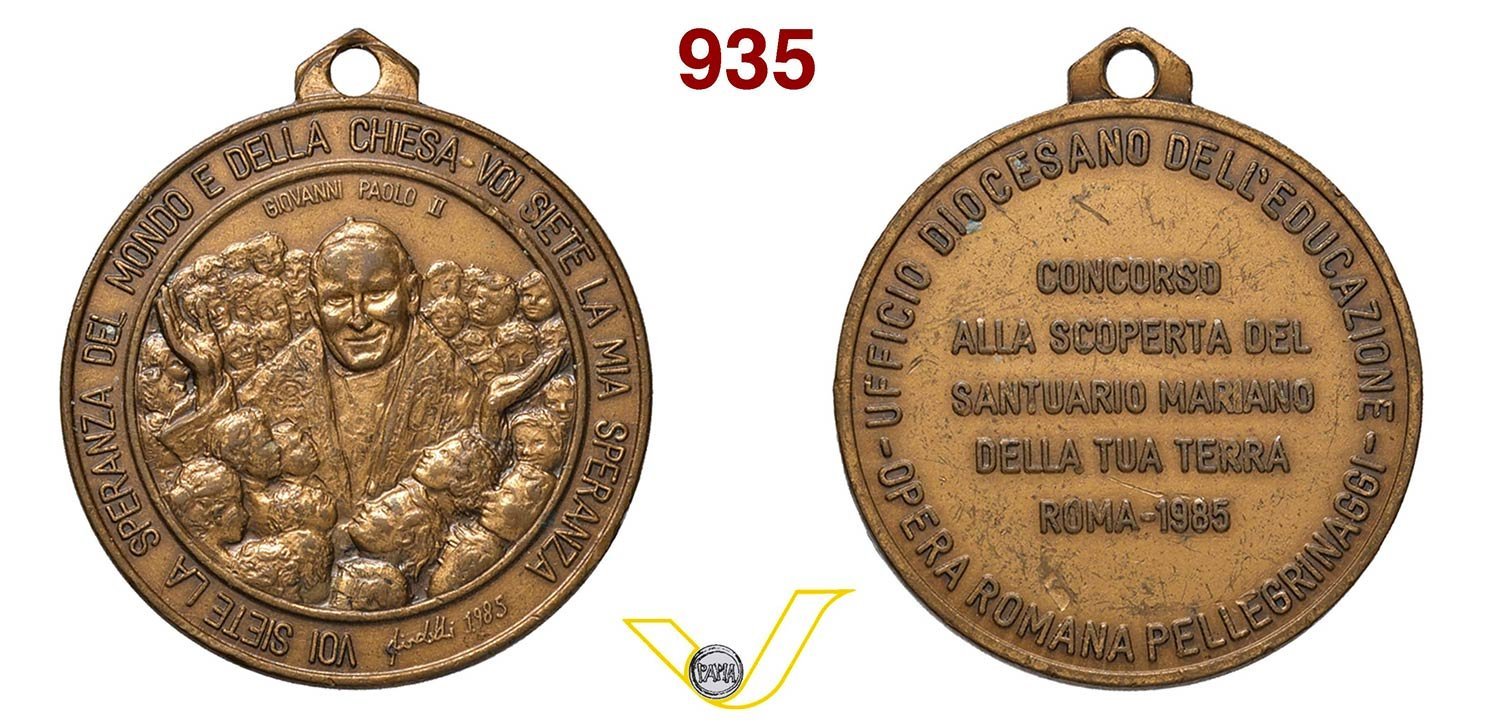 935
VOI SIETE LA SPERANZA DEL MONDO E DELLA CHIESA - VOI SIETE LA MIA SPERANZA
GIOVANNI PAOLO II
1985
- UFFICIO DIOCESANO DELL'EDUCAZIONE -
CONCORSO
ALLA SCOPERTA DEL
SANTUARIO MARIANO
DELLA TUA TERRA
ROMA-1985
OPERA ROMANA PELLEGRINAGGI